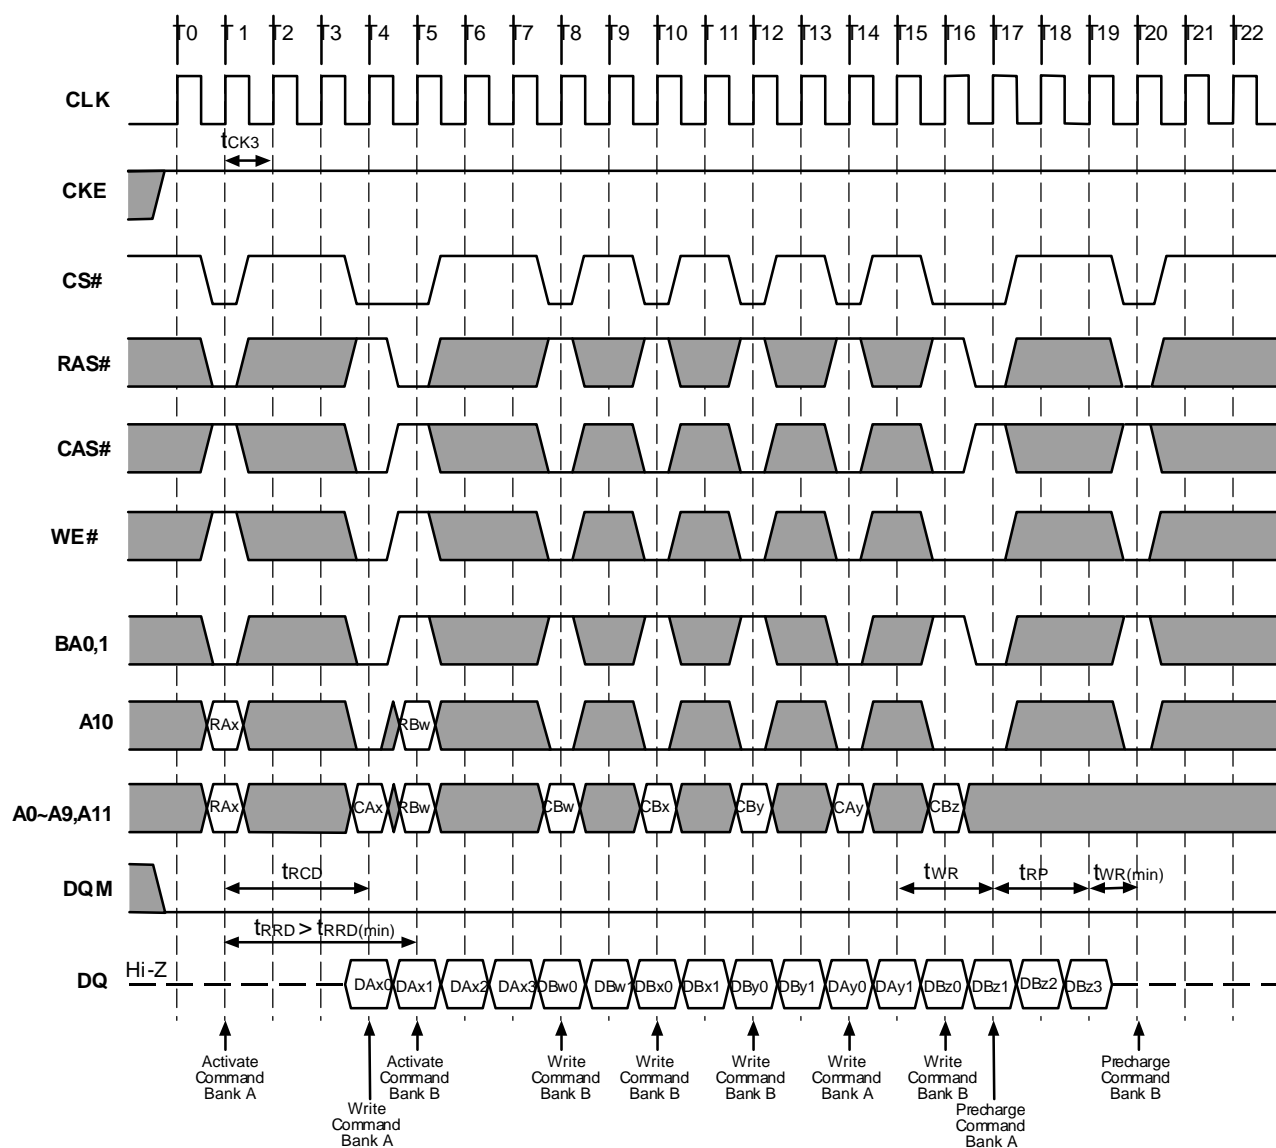 T0 T1 T2 T3 T4 T5 T6 T7 T8 T9 T10 T11 T12 T13 T14 T15 T16 T17 T18 T19 T20 T21 T22
CLK
tCK3
CKE
CS#
RAS#
CAS#
WE#
BA0,1
A10 RAx RBw
A0~A9,A11 RAx CAx RBw CBw CBx CBy CAy CBz
DQM tRCD tWR tRP tWR(min)
tRRD > tRRD(min)
DQ Hi-Z DAx0 DAx1 DAx2 DAx3 DBw0 DBw1 DBx0 DBx1 DBy0 DBy1 DAy0 DAy1 DBz0 DBz1 DBz2 DBz3
Activate
Command
Bank A
Write
Command
Bank A
Activate
Command
Bank B
Write
Command
Bank B
Write
Command
Bank B
Write
Command
Bank B
Write
Command
Bank A
Write
Command
Bank B
Precharge
Command
Bank A
Precharge
Command
Bank B